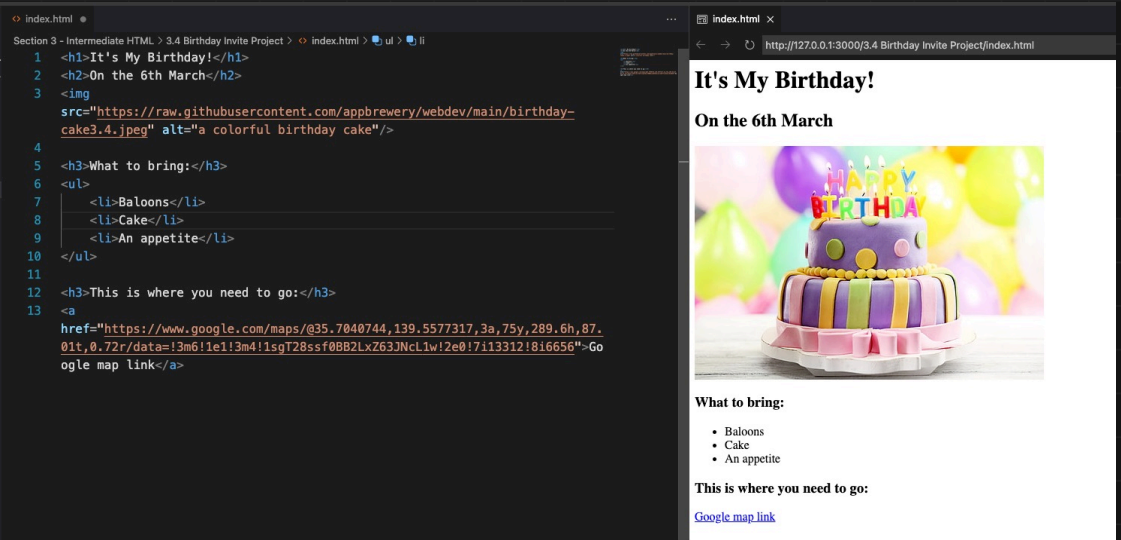 index.html
...
Section 3 - Intermediate HTML > 3.4 Birthday Invite Project > <> index.html > ul > li
1 <h1>It's My Birthday!</h1>
2 <h2>On the 6th March</h2>
3 <img
src="https://raw.githubusercontent.com/appbrewery/webdev/main/birthday-
cake3.4.jpeg" alt="a colorful birthday cake"/>
4
5 <h3>What to bring:</h3>
6 <ul>
7 <li>Baloons</li>
8 <li>Cake</li>
9 <li>An appetite</li>
10 </ul>
11
12 <h3>This is where you need to go:</h3>
13 <a
href="https://www.google.com/maps/@35.7040744,139.5577317,3a,75y,289.6h,87.
01t,0.72r/data=!3m6!1e1!3m4!1sgT28ssf0BB2LxZ63JNcL1w!2e0!7i13312!8i6656">Go
ogle map link</a>
index.html
http://127.0.0.1:3000/3.4 Birthday Invite Project/index.html
It's My Birthday!
On the 6th March
HAPPY
BIRTHDAY
What to bring:
• Baloons
• Cake
• An appetite
This is where you need to go:
Google map link